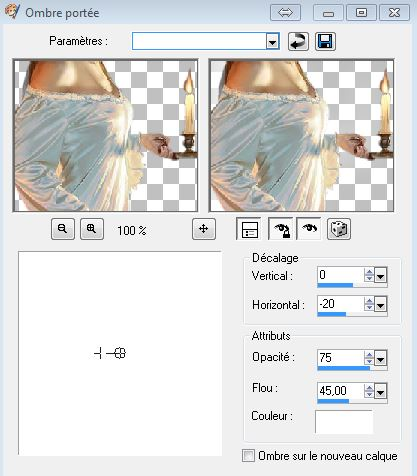 Ombre portée
Paramètres :
100 %
Décalage
Vertical : 0
Horizontal : -20
Attributs
Opacité : 75
Flou : 45,00
Couleur :
Ombre sur le nouveau calque